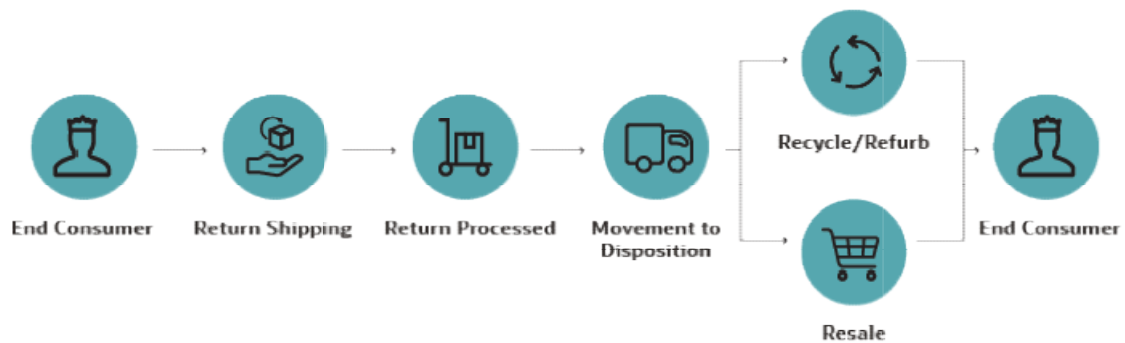 End Consumer
Return Shipping
Return Processed
Movement to
Disposition
Recycle/Refurb
Resale
End Consumer